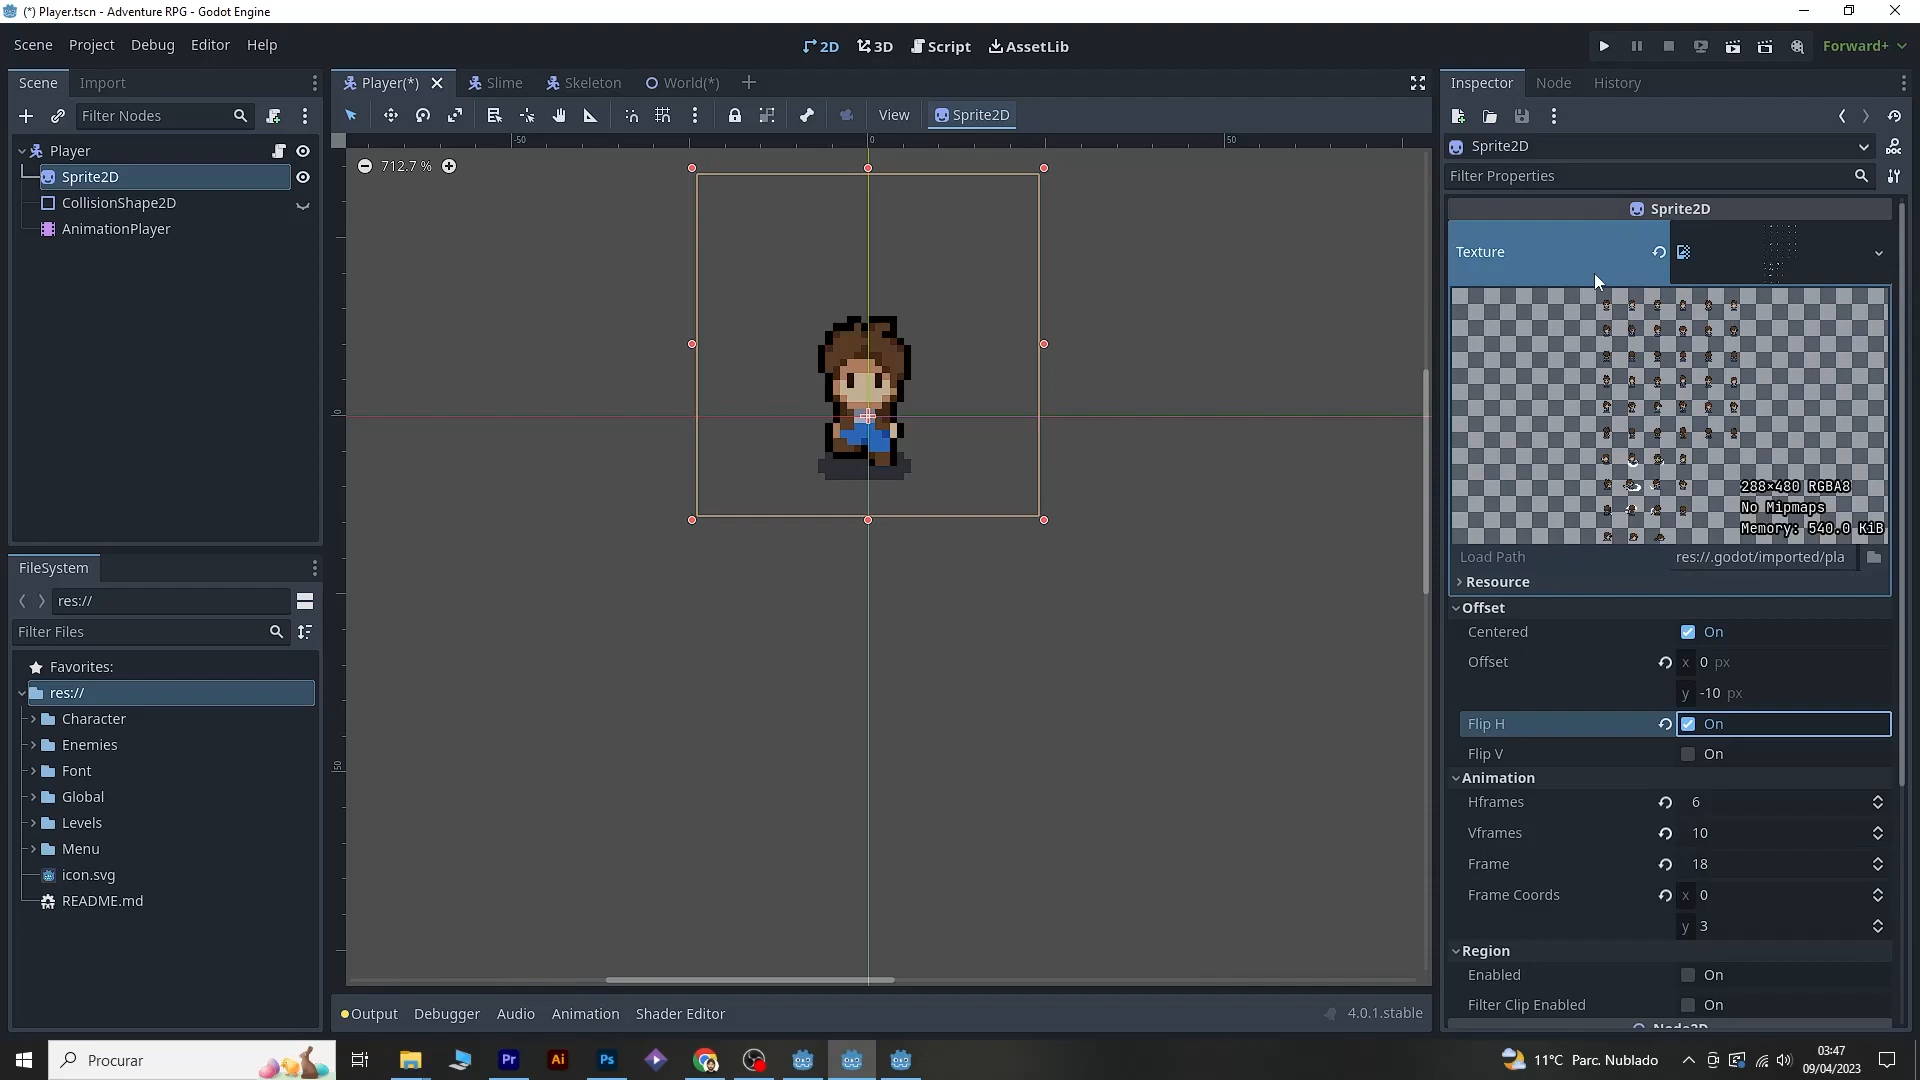 (*) Player.tscn - Adventure RPG - Godot Engine
Scene Project Debug Editor Help
2D 3D Script AssetLib
Forward+
Scene Import
Filter Nodes
Player
Sprite2D
CollisionShape2D
AnimationPlayer
FileSystem
res://
Filter Files
Favorites:
res://
Character
Enemies
Font
Global
Levels
Menu
icon.svg
README.md
Player(*) Slime Skeleton World(*)
View Sprite2D
-50 0 50
712.7 %
0
50
Output Debugger Audio Animation Shader Editor
4.0.1.stable
Inspector Node History
Sprite2D
Filter Properties
Sprite2D
Texture
288×480 RGBA8
No Mipmaps
Memory: 540.0 KiB
Load Path res://.godot/imported/pla
Resource
Offset
Centered On
Offset x 0 px
y -10 px
Flip H On
Flip V On
Animation
Hframes 6
Vframes 10
Frame 18
Frame Coords x 0
y 3
Region
Enabled On
Filter Clip Enabled On
Node2D
Procurar
Pr Ai Ps
11°C Parc. Nublado
03:47
09/04/2023